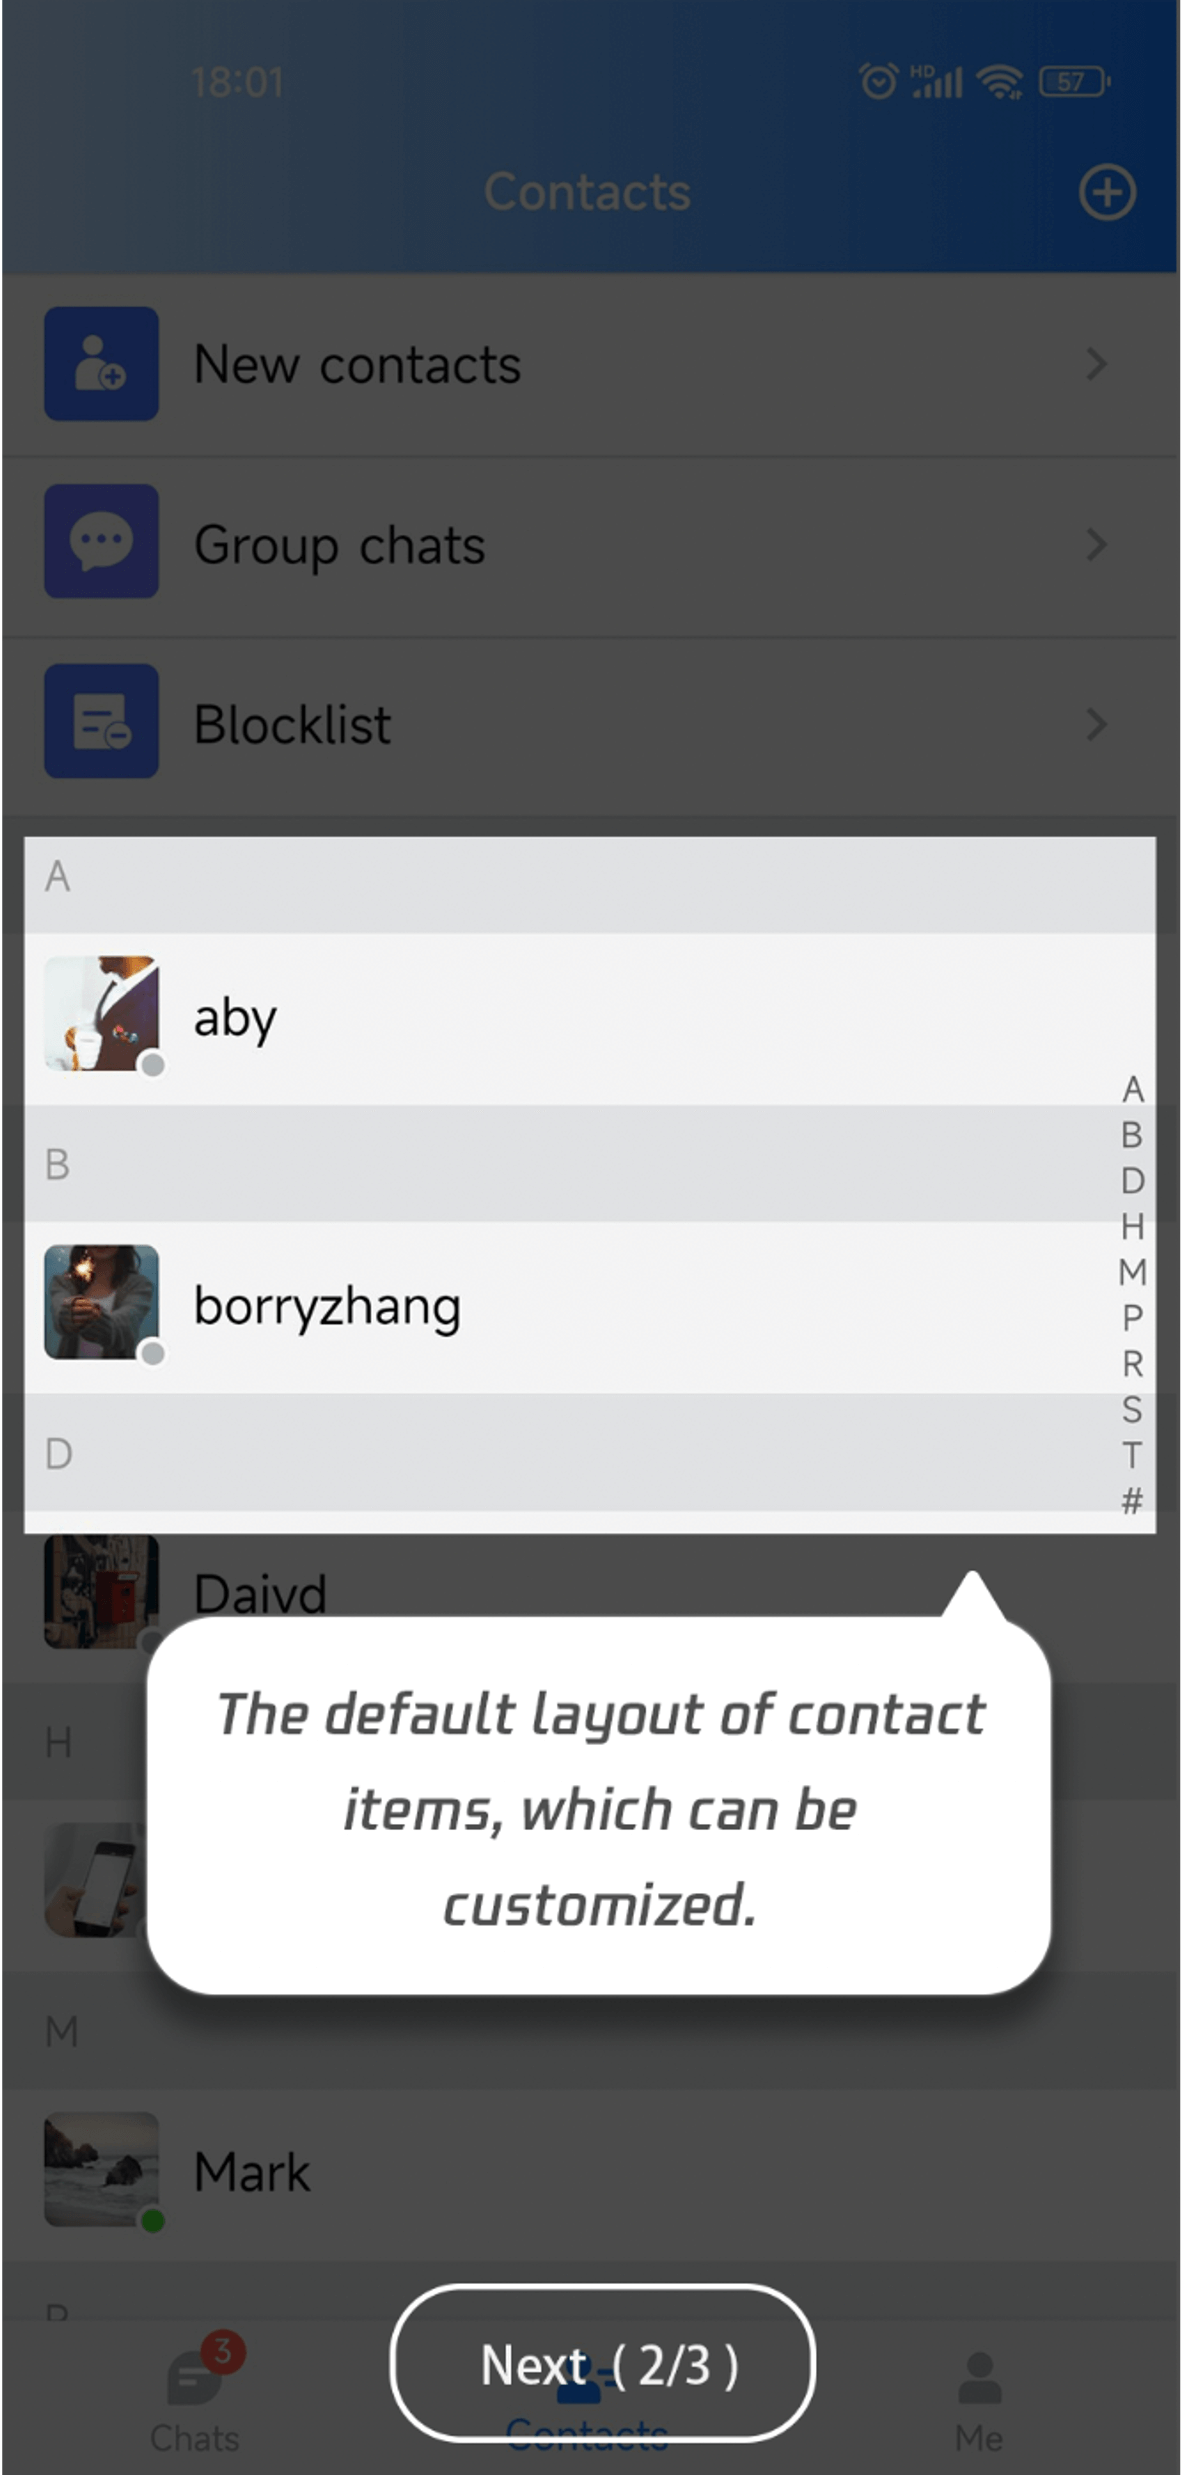 18:01
HD
57
Contacts
New contacts
Group chats
Blocklist
A
aby
A
B
B
D
H
borryzhang
M
P
R
S
D
T
#
Daivd
The default layout of contact
items, which can be
customized.
H
M
Mark
3
Next ( 2/3 )
Chats
Contacts
Me